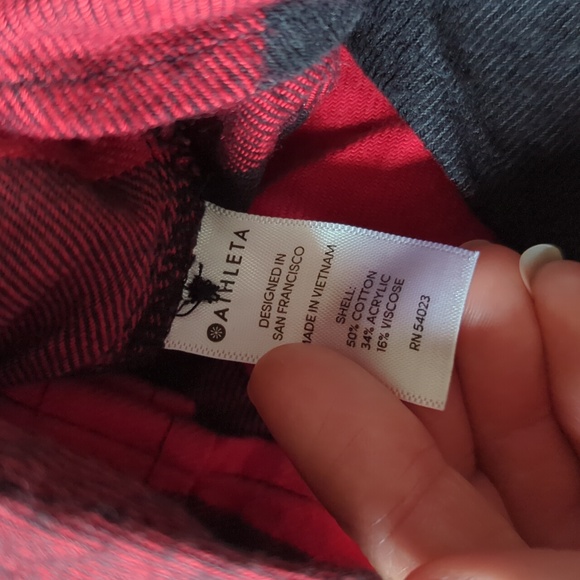 ATHLETA
DESIGNED IN
SAN FRANCISCO
MADE IN VIETNAM
SHELL:
50% COTTON
34% ACRYLIC
16% VISCOSE
RN 54023